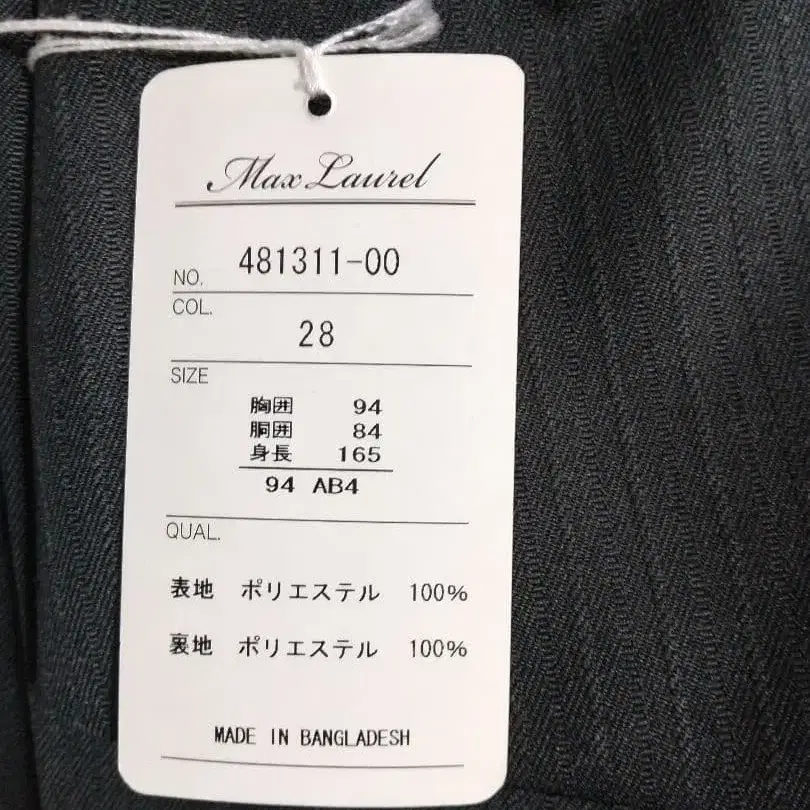 Max Laurel
NO. 481311-00
COL. 28
SIZE
胸囲 94
胴囲 84
身長 165
94 AB4
QUAL.
表地 ポリエステル 100%
裏地 ポリエステル 100%
MADE IN BANGLADESH